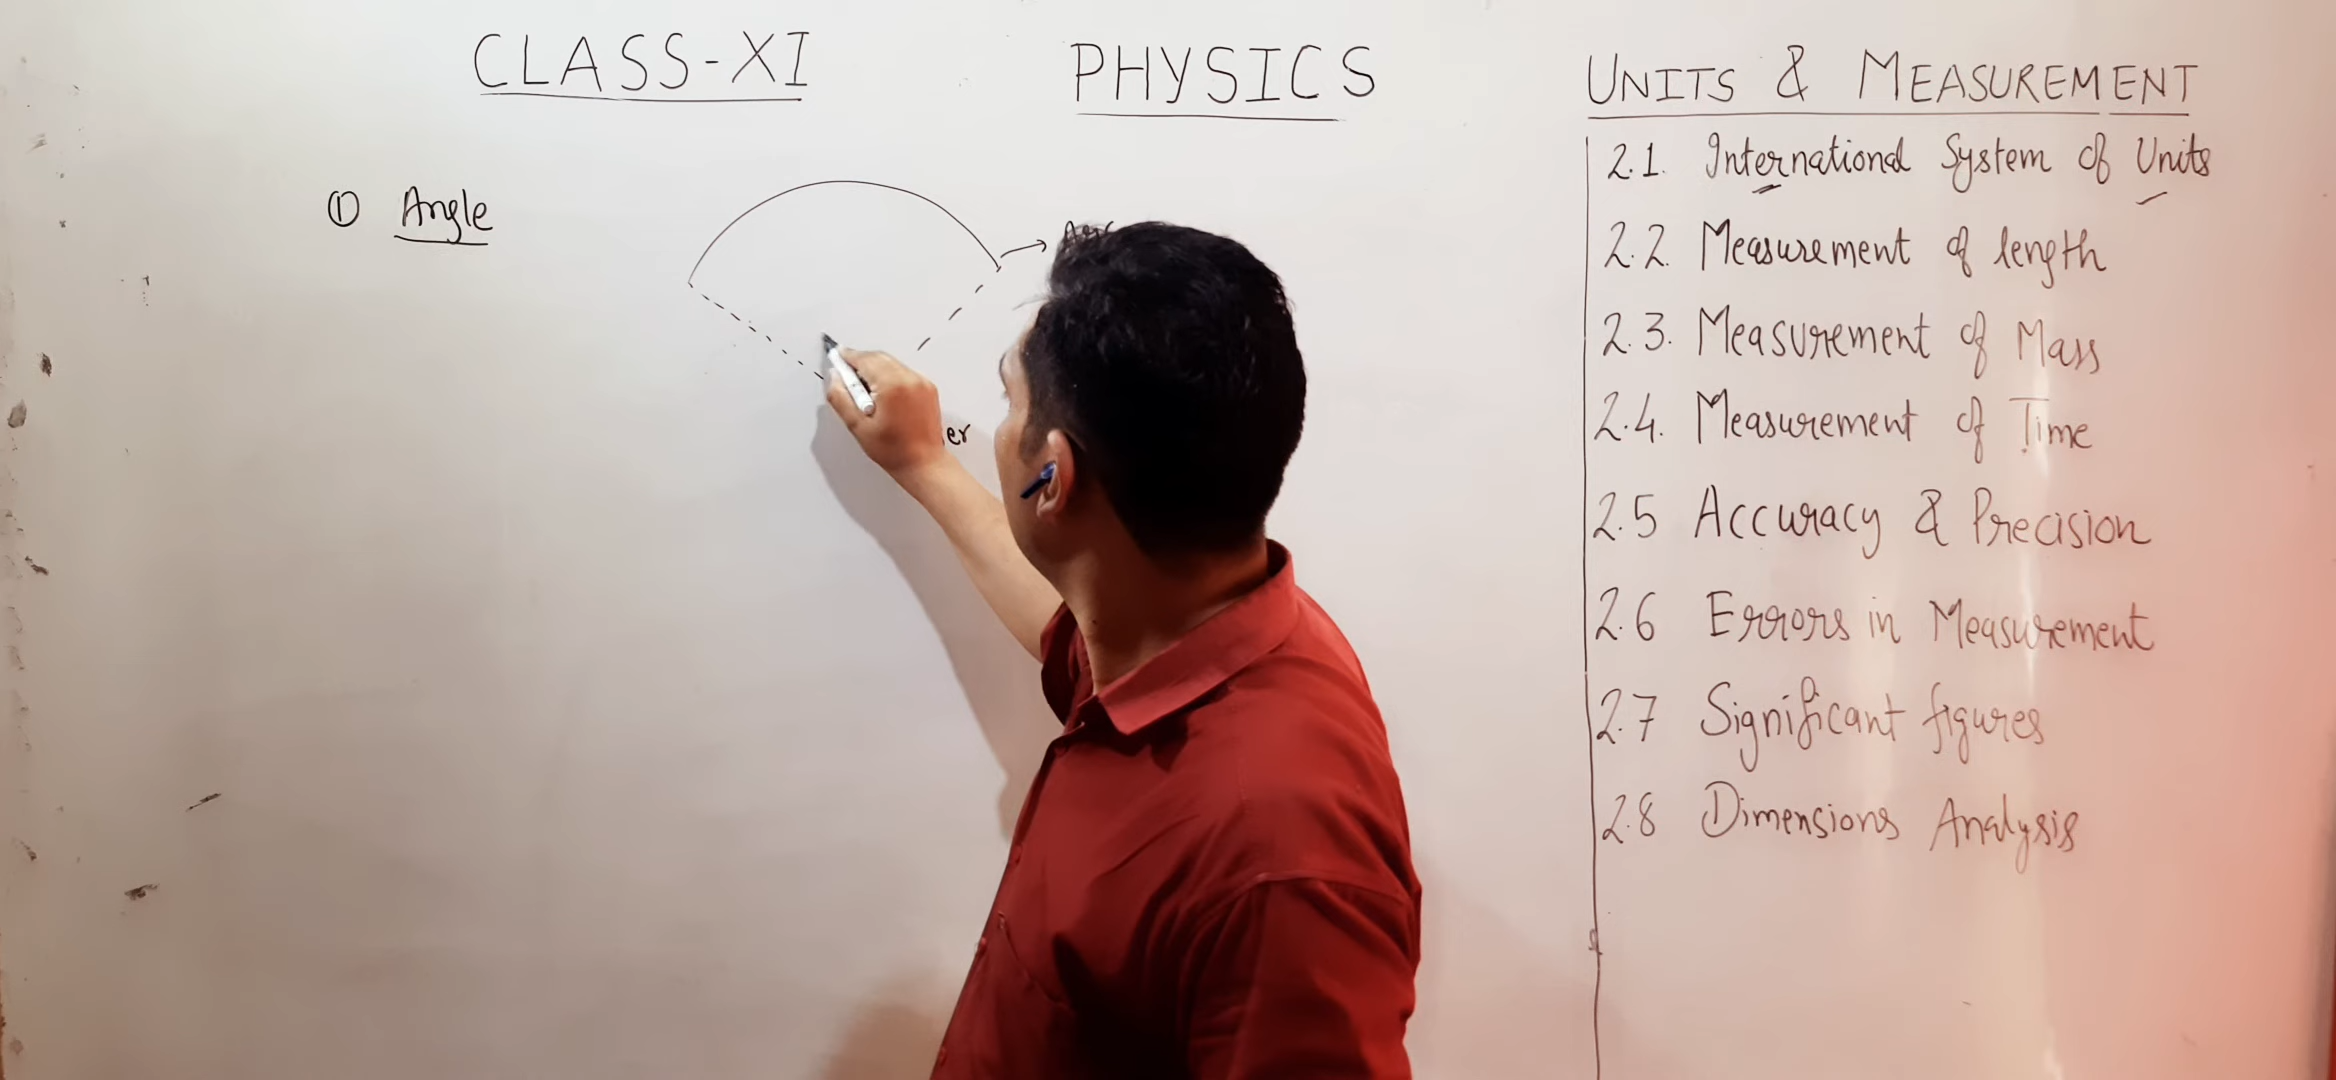 CLASS-XI
PHYSICS
UNITS & MEASUREMENT
① Angle
2.1. International System of Units
2.2. Measurement of length
2.3. Measurement of Mass
2.4. Measurement of Time
2.5 Accuracy & Precision
2.6 Errors in Measurement
2.7 Significant figures
2.8 Dimensions Analysis